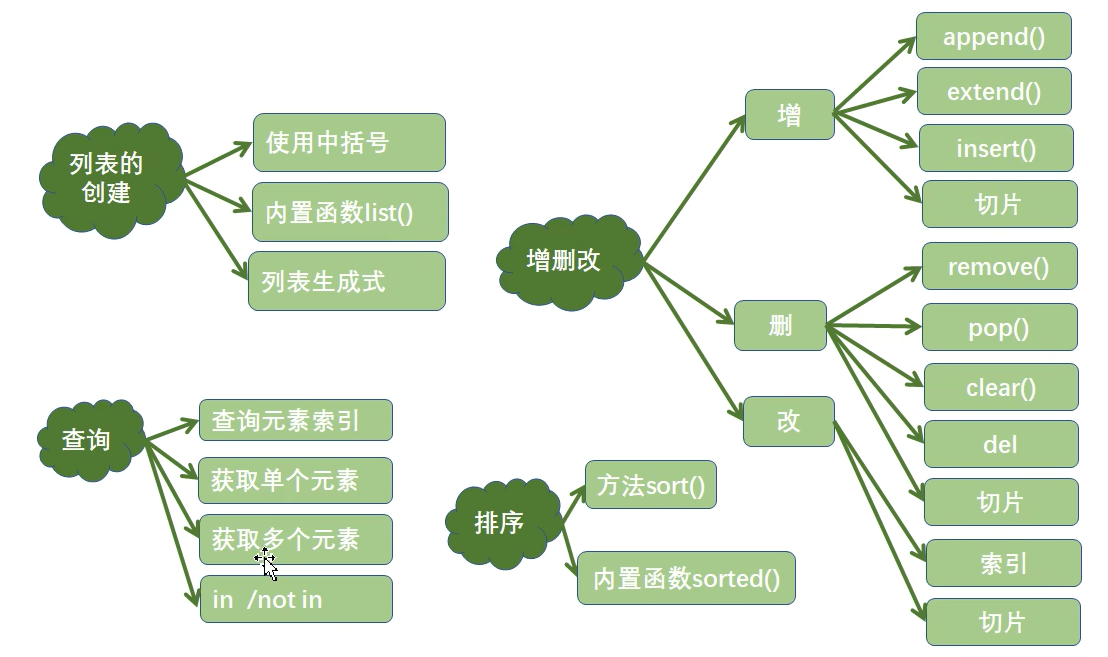 列表的
创建
使用中括号
内置函数list()
列表生成式
查询
查询元素索引
获取单个元素
获取多个元素
in /not in
增删改
增
append()
extend()
insert()
切片
删
remove()
pop()
clear()
del
切片
改
索引
切片
排序
方法sort()
内置函数sorted()